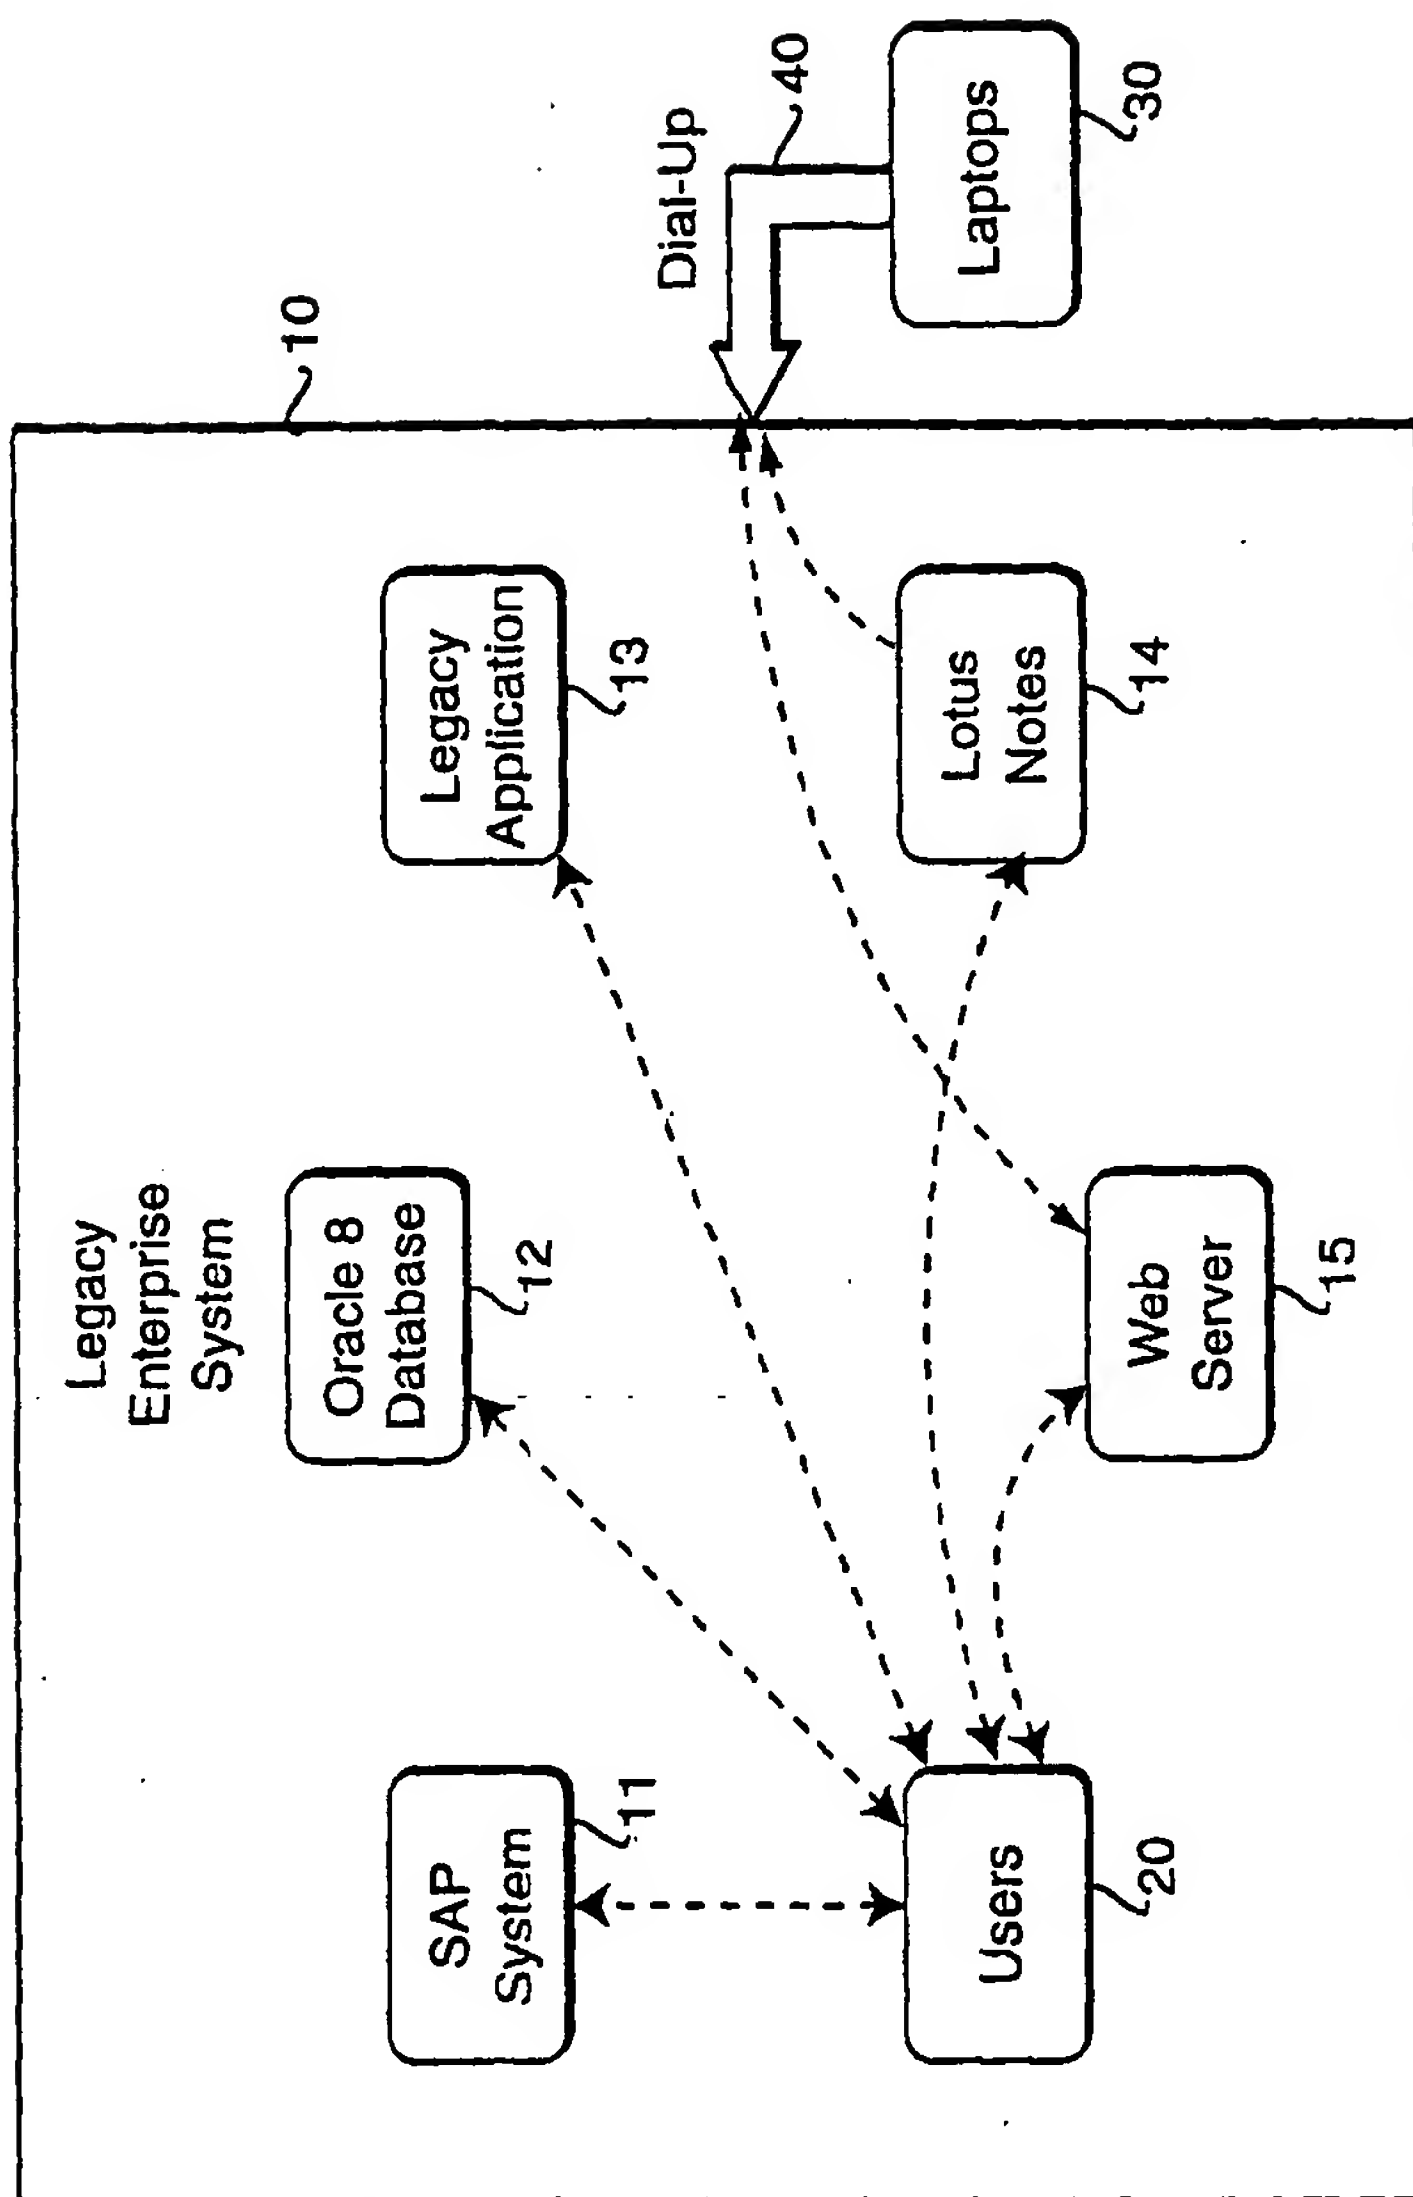 Legacy
Enterprise
System
10
SAP
System
11
Oracle 8
Database
12
Legacy
Application
13
Dial-Up
40
Users
20
Web
Server
15
Lotus
Notes
14
Laptops
30